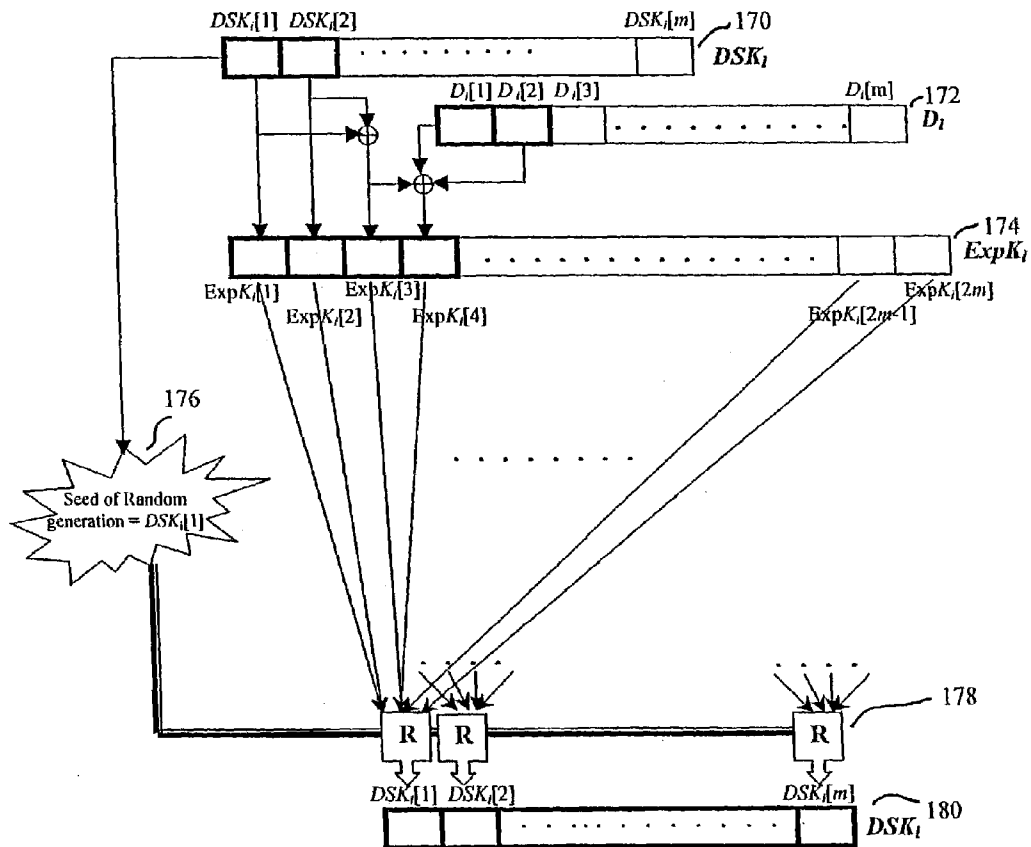 DSKᵢ[1] DSKᵢ[2] DSKᵢ[m]
170
DSKᵢ
Dᵢ[1] Dᵢ[2] Dᵢ[3] Dᵢ[m]
172
Dᵢ
174
ExpKᵢ
ExpKᵢ[1] ExpKᵢ[3] ExpKᵢ[2m]
ExpKᵢ[2] ExpKᵢ[4] ExpKᵢ[2m-1]
176
Seed of Random
generation = DSKᵢ[1]
178
R R R
DSKᵢ[1] DSKᵢ[2] DSKᵢ[m]
180
DSKᵢ